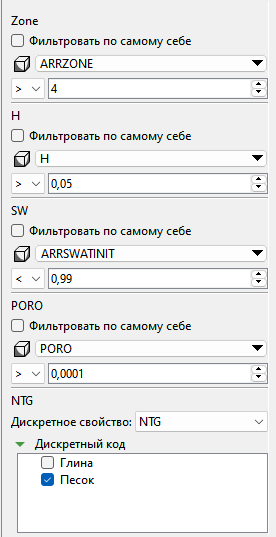 Zone
Фильтровать по самому себе
ARRZONE
> 4
H
Фильтровать по самому себе
H
> 0,05
SW
Фильтровать по самому себе
ARRSWATINIT
< 0,99
PORO
Фильтровать по самому себе
PORO
> 0,0001
NTG
Дискретное свойство: NTG
Дискретный код
Глина
Песок